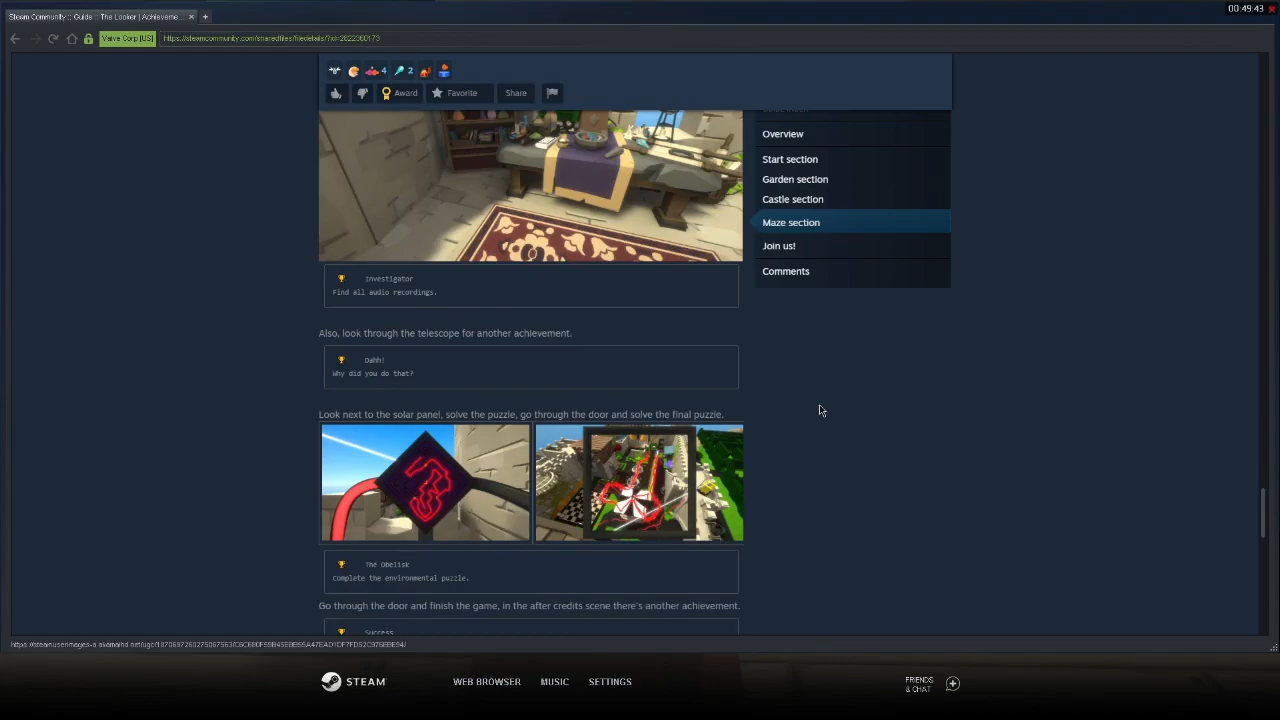 00:49:43
Steam Community :: Guide :: The Looker | Achieveme...
Valve Corp [US]
4
2
Award
Favorite
Share
Overview
Start section
Garden section
Castle section
Maze section
Join us!
Comments
Investigator
Find all audio recordings.
Also, look through the telescope for another achievement.
Dahh!
Why did you do that?
Look next to the solar panel, solve the puzzle, go through the door and solve the final puzzle.
The Obelisk
Complete the environmental puzzle.
Go through the door and finish the game, in the after credits scene there's another achievement.
Success
STEAM
WEB BROWSER
MUSIC
SETTINGS
FRIENDS
& CHAT